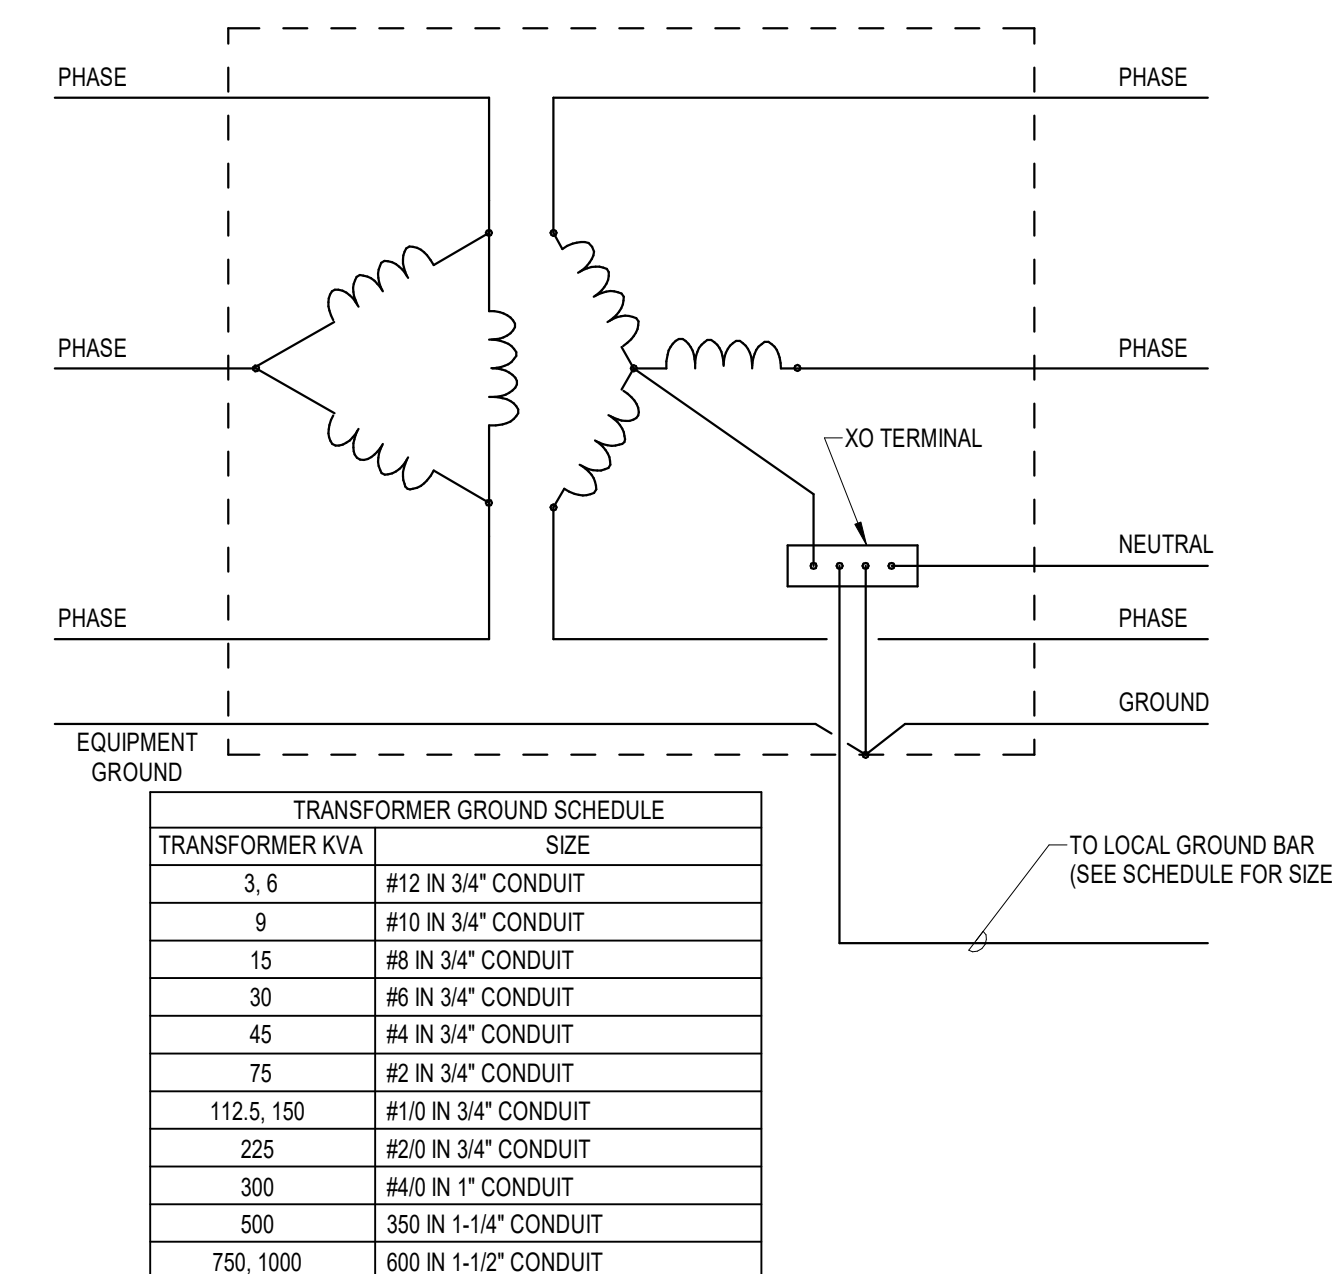 PHASE
PHASE
PHASE
PHASE
XO TERMINAL
NEUTRAL
PHASE
PHASE
GROUND
EQUIPMENT
GROUND
TRANSFORMER GROUND SCHEDULE
TRANSFORMER KVA SIZE
3, 6 #12 IN 3/4" CONDUIT
9 #10 IN 3/4" CONDUIT
15 #8 IN 3/4" CONDUIT
30 #6 IN 3/4" CONDUIT
45 #4 IN 3/4" CONDUIT
75 #2 IN 3/4" CONDUIT
112.5, 150 #1/0 IN 3/4" CONDUIT
225 #2/0 IN 3/4" CONDUIT
300 #4/0 IN 1" CONDUIT
500 350 IN 1-1/4" CONDUIT
750, 1000 600 IN 1-1/2" CONDUIT
TO LOCAL GROUND BAR
(SEE SCHEDULE FOR SIZE